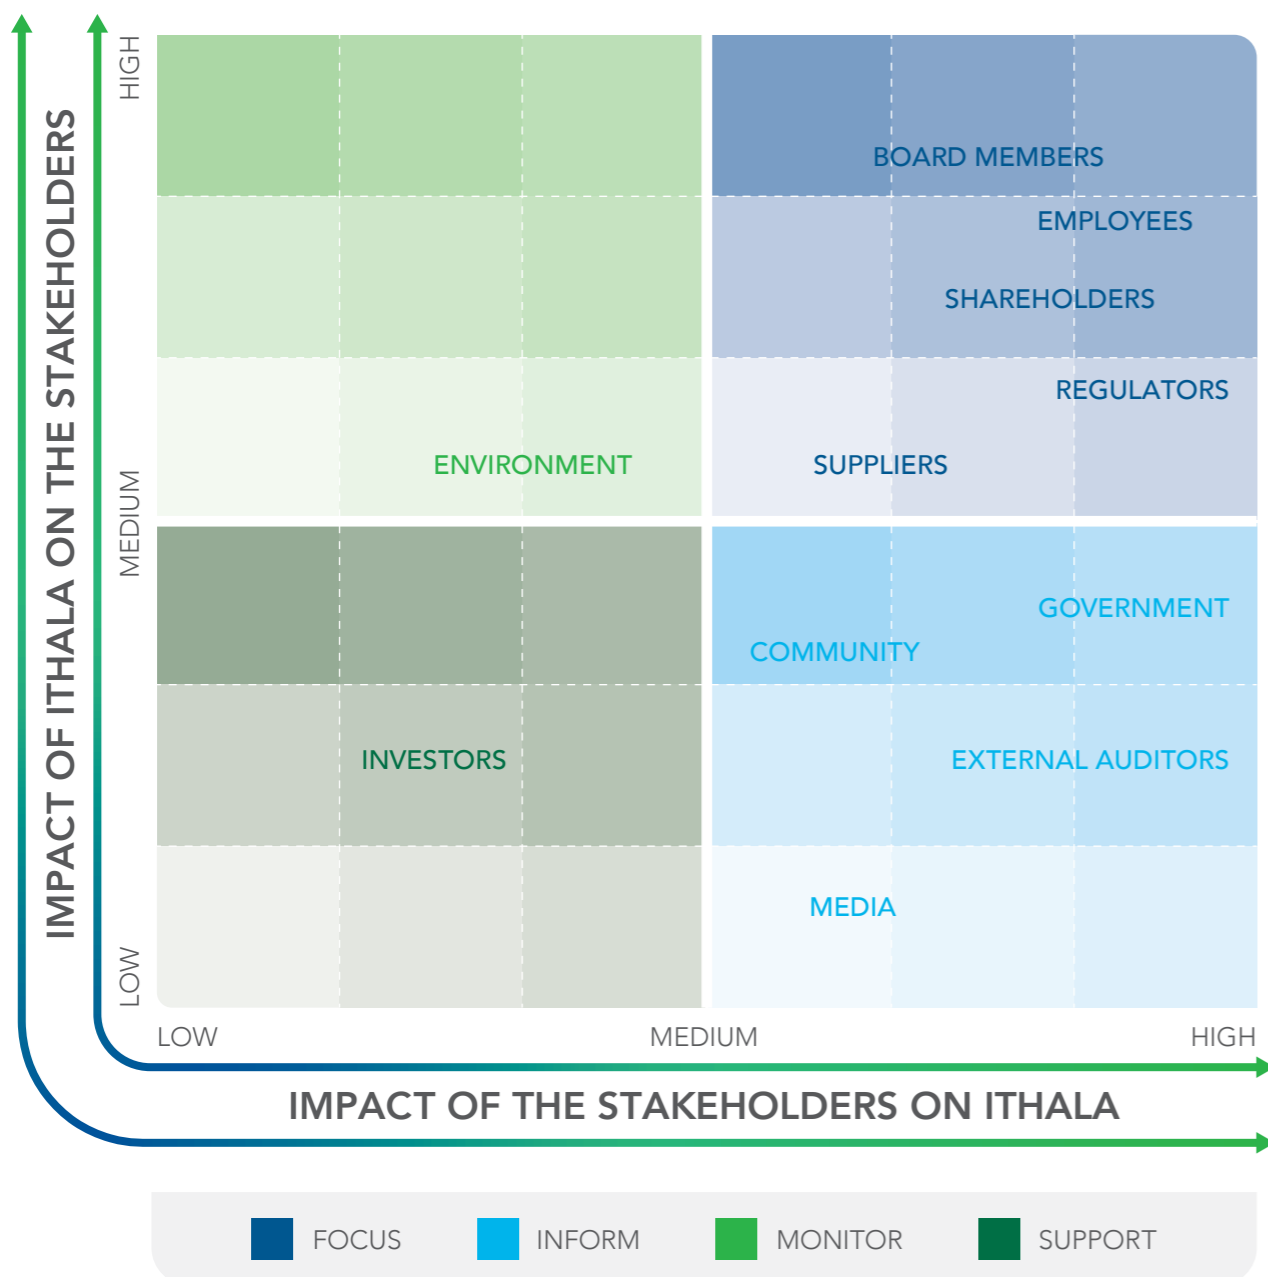 IMPACT OF ITHALA ON THE STAKEHOLDERS
HIGH
MEDIUM
LOW
BOARD MEMBERS
EMPLOYEES
SHAREHOLDERS
REGULATORS
ENVIRONMENT
SUPPLIERS
GOVERNMENT
COMMUNITY
INVESTORS
EXTERNAL AUDITORS
MEDIA
LOW
MEDIUM
HIGH
IMPACT OF THE STAKEHOLDERS ON ITHALA
FOCUS
INFORM
MONITOR
SUPPORT